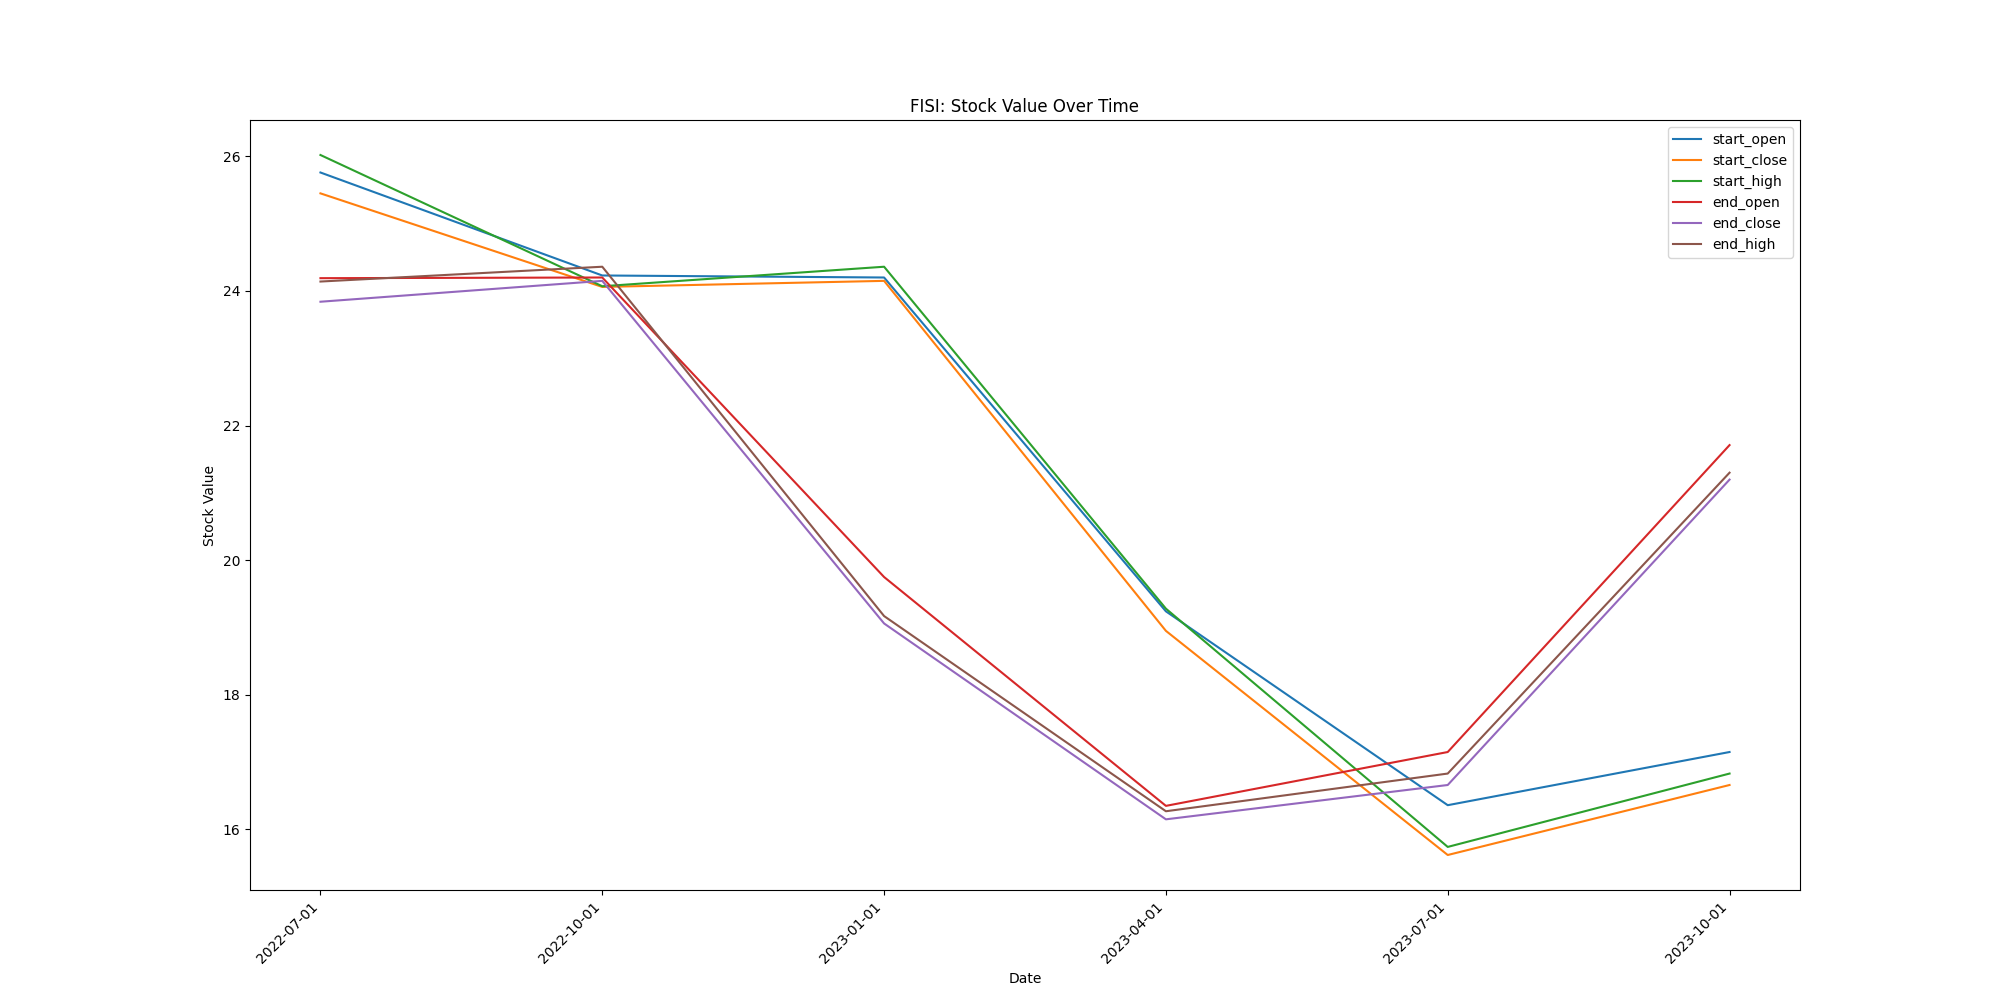 FISI: Stock Value Over Time
start_open
start_close
start_high
end_open
end_close
end_high
Stock Value
26
24
22
20
18
16
2022-07-01
2022-10-01
2023-01-01
2023-04-01
2023-07-01
2023-10-01
Date